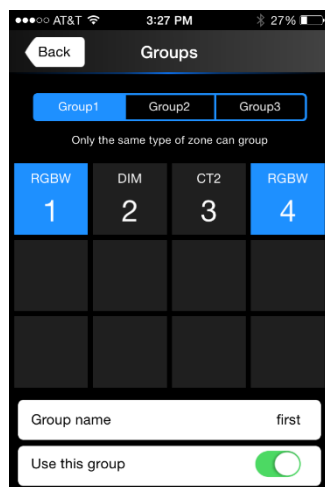 AT&T 3:27 PM 27%
Back Groups
Group1 Group2 Group3
Only the same type of zone can group
RGBW DIM CT2 RGBW
1 2 3 4
Group name first
Use this group